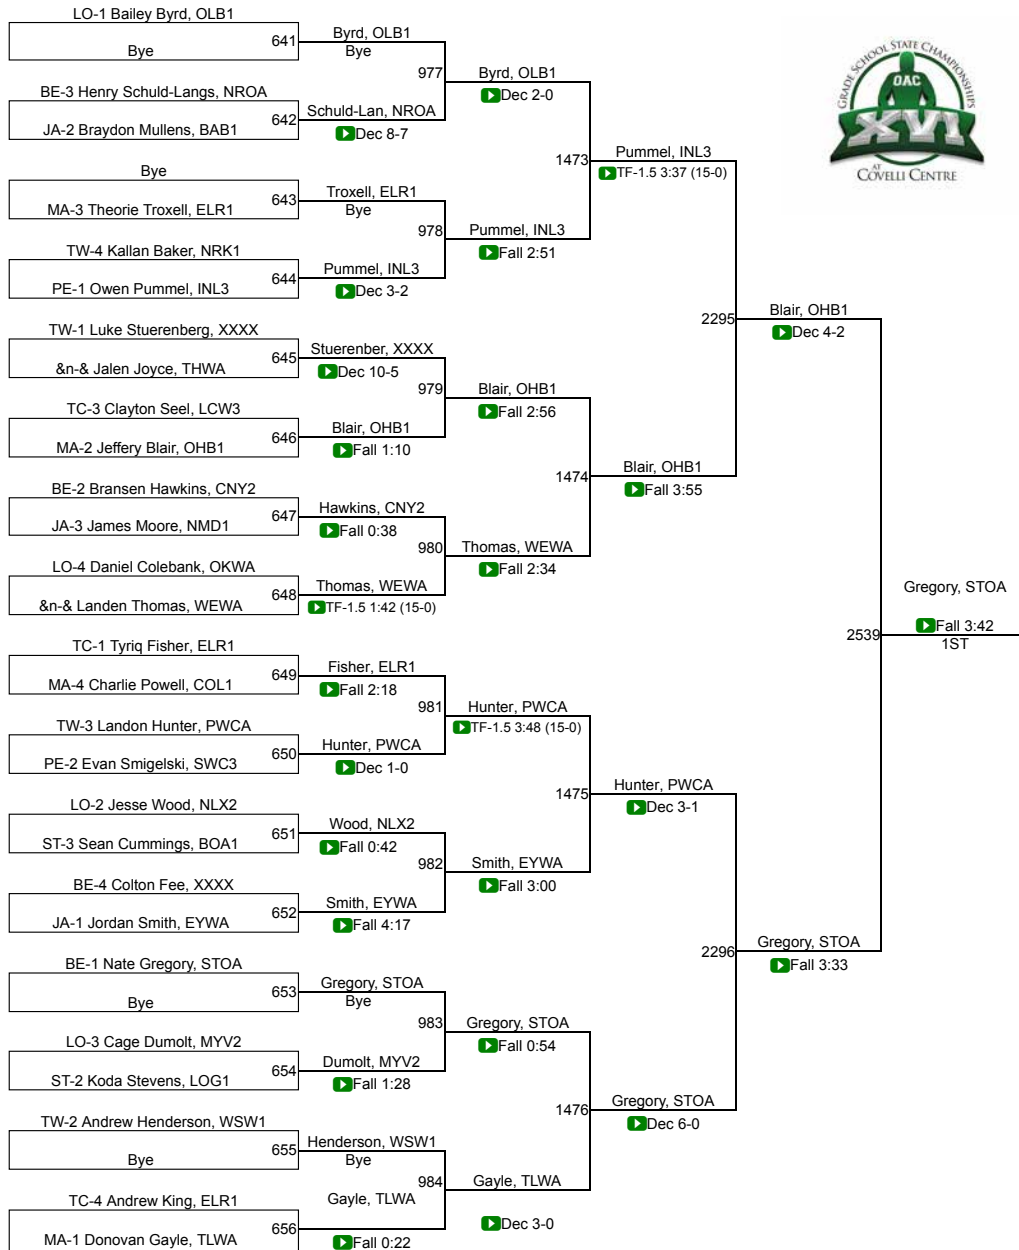 LO-1 Bailey Byrd, OLB1
Bye
641
BE-3 Henry Schuld-Langs, NROA
JA-2 Braydon Mullens, BAB1
642
Bye
MA-3 Theorie Troxell, ELR1
643
TW-4 Kallan Baker, NRK1
PE-1 Owen Pummel, INL3
644
TW-1 Luke Stuerenberg, XXXX
&n-& Jalen Joyce, THWA
645
TC-3 Clayton Seel, LCW3
MA-2 Jeffery Blair, OHB1
646
BE-2 Bransen Hawkins, CNY2
JA-3 James Moore, NMD1
647
LO-4 Daniel Colebank, OKWA
&n-& Landen Thomas, WEWA
648
TC-1 Tyriq Fisher, ELR1
MA-4 Charlie Powell, COL1
649
TW-3 Landon Hunter, PWCA
PE-2 Evan Smigelski, SWC3
650
LO-2 Jesse Wood, NLX2
ST-3 Sean Cummings, BOA1
651
BE-4 Colton Fee, XXXX
JA-1 Jordan Smith, EYWA
652
BE-1 Nate Gregory, STOA
Bye
653
LO-3 Cage Dumolt, MYV2
ST-2 Koda Stevens, LOG1
654
TW-2 Andrew Henderson, WSW1
Bye
655
TC-4 Andrew King, ELR1
MA-1 Donovan Gayle, TLWA
656
Byrd, OLB1
Bye
977
Schuld-Lan, NROA
Dec 8-7
Troxell, ELR1
Bye
978
Pummel, INL3
Dec 3-2
Stuerenber, XXXX
Dec 10-5
979
Blair, OHB1
Fall 1:10
Hawkins, CNY2
Fall 0:38
980
Thomas, WEWA
TF-1.5 1:42 (15-0)
Fisher, ELR1
Fall 2:18
981
Hunter, PWCA
Dec 1-0
Wood, NLX2
Fall 0:42
982
Smith, EYWA
Fall 4:17
Gregory, STOA
Bye
983
Dumolt, MYV2
Fall 1:28
Henderson, WSW1
Bye
984
Gayle, TLWA
Fall 0:22
Byrd, OLB1
Dec 2-0
1473
Pummel, INL3
Fall 2:51
Blair, OHB1
Fall 2:56
1474
Thomas, WEWA
Fall 2:34
Hunter, PWCA
TF-1.5 3:48 (15-0)
1475
Smith, EYWA
Fall 3:00
Gregory, STOA
Fall 0:54
1476
Gayle, TLWA
Dec 3-0
Pummel, INL3
TF-1.5 3:37 (15-0)
2295
Blair, OHB1
Fall 3:55
Hunter, PWCA
Dec 3-1
2296
Gregory, STOA
Dec 6-0
Blair, OHB1
Dec 4-2
2539
Gregory, STOA
Fall 3:33
Gregory, STOA
Fall 3:42
1ST
GRADE SCHOOL STATE CHAMPIONSHIPS
OAC
XVI
AT
COVELLI CENTRE